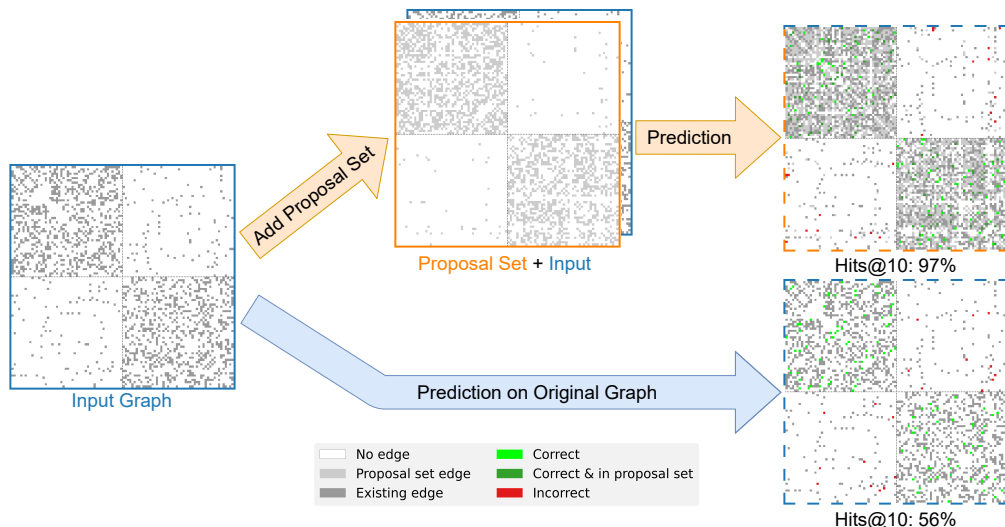 Add Proposal Set
Prediction
Proposal Set + Input
Hits@10: 97%
Input Graph
Prediction on Original Graph
No edge
Proposal set edge
Existing edge
Correct
Correct & in proposal set
Incorrect
Hits@10: 56%